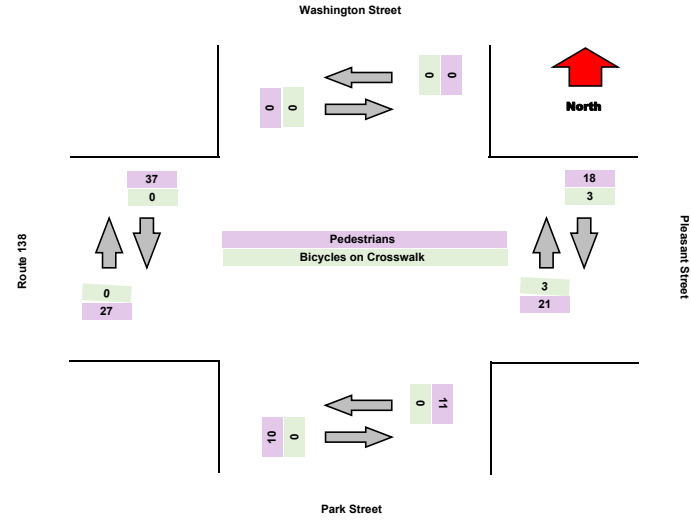 Washington Street
0 0
0 0
North
37
0
18
3
Route 138
Pedestrians
Bicycles on Crosswalk
Pleasant Street
0
27
3
21
0 11
10 0
Park Street